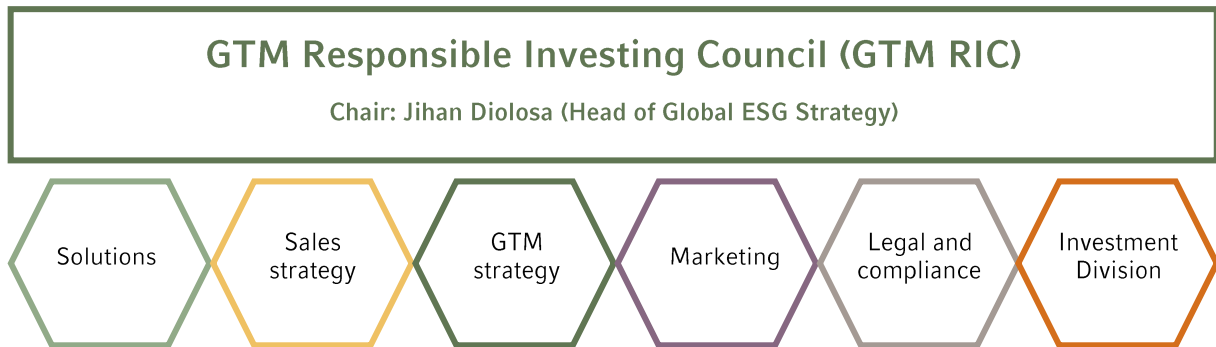 GTM Responsible Investing Council (GTM RIC)
Chair: Jihan Diolosa (Head of Global ESG Strategy)
Solutions
Sales
strategy
GTM
strategy
Marketing
Legal and
compliance
Investment
Division